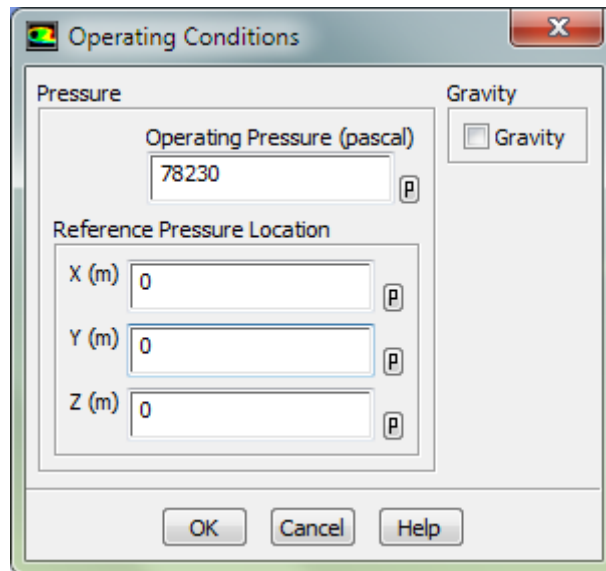 Operating Conditions
Pressure
Gravity
Operating Pressure (pascal)
Gravity
78230
P
Reference Pressure Location
X (m) 0
P
Y (m) 0
P
Z (m) 0
P
OK Cancel Help